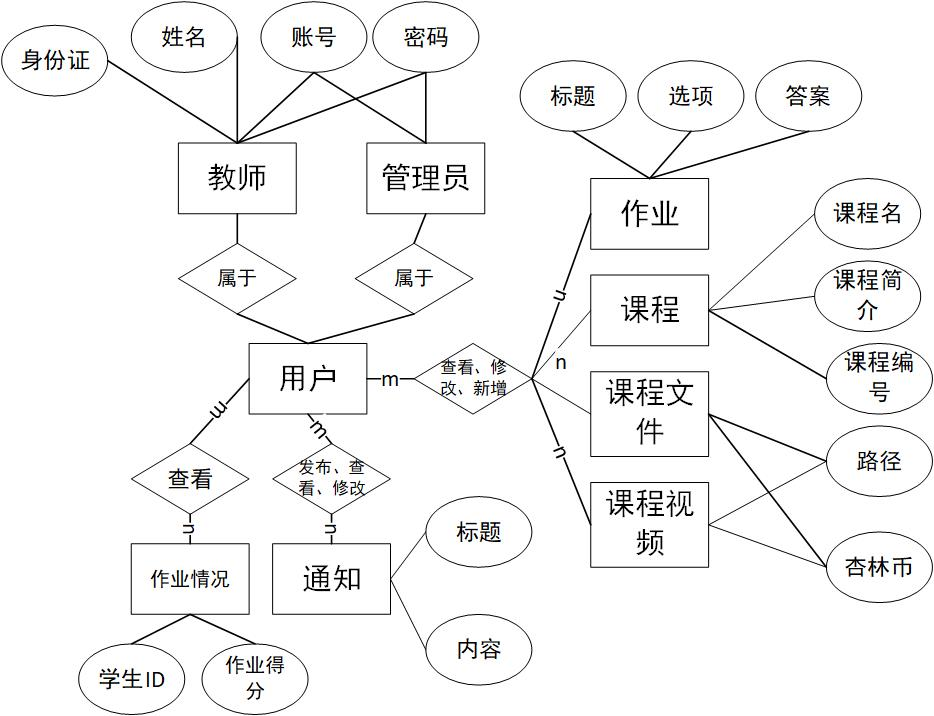 身份证
姓名
账号
密码
标题
选项
答案
教师
管理员
作业
课程名
属于
属于
课程
课程简
介
n
用户
m
查看、修
改、新增
n
课程文
件
课程编
号
m
m
n
查看
发布、查
看、修改
课程视
频
路径
n
n
作业情况
通知
标题
杏林币
学生ID
作业得
分
内容